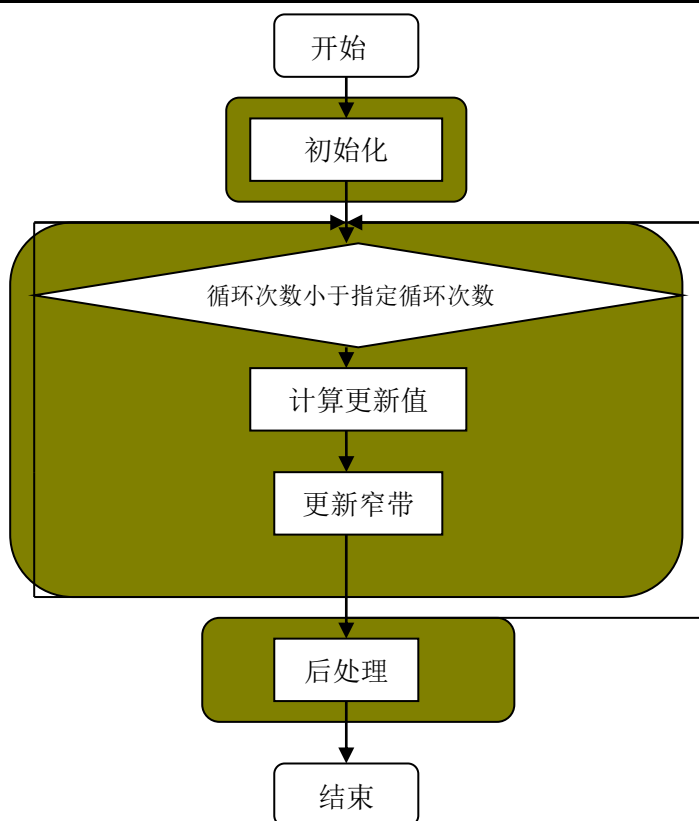 开始
初始化
循环次数小于指定循环次数
计算更新值
更新窄带
后处理
结束